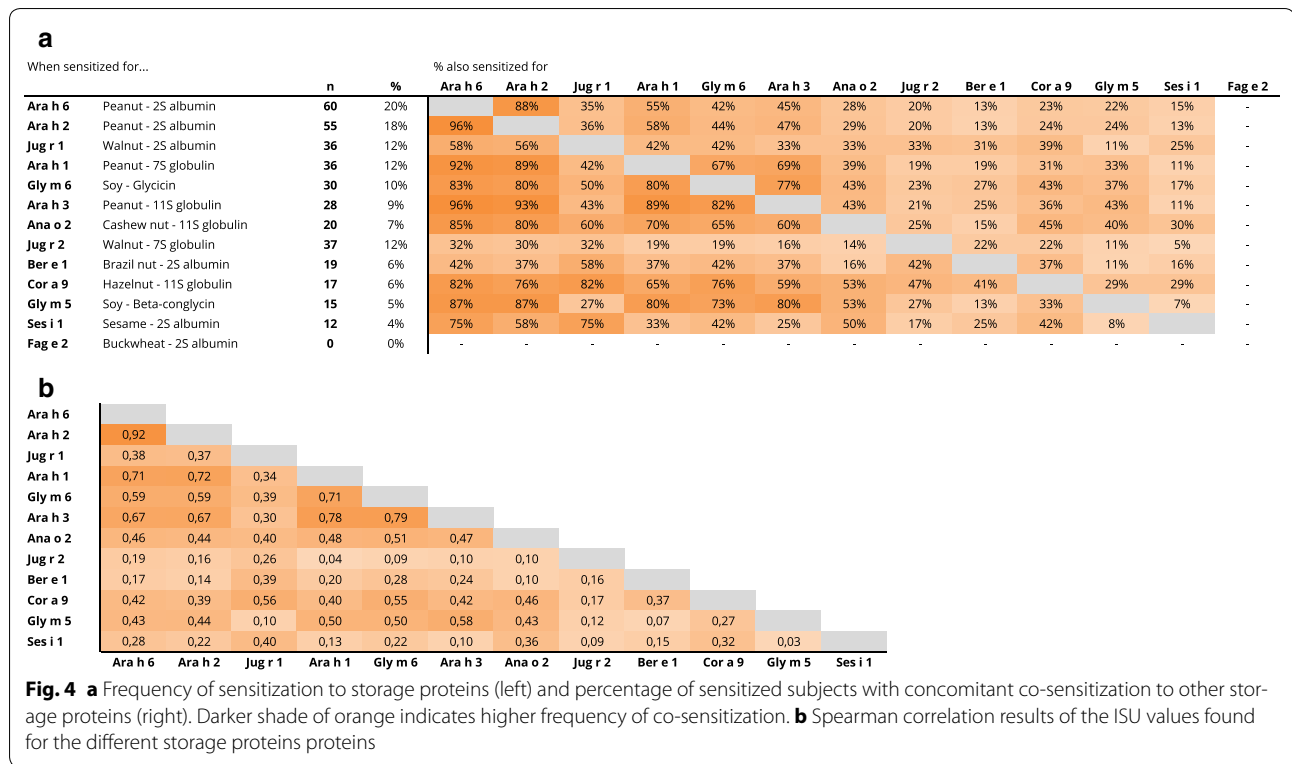 a
When sensitized for... % also sensitized for
n % Ara h 6 Ara h 2 Jug r 1 Ara h 1 Gly m 6 Ara h 3 Ana o 2 Jug r 2 Ber e 1 Cor a 9 Gly m 5 Ses i 1 Fag e 2
Ara h 6 Peanut - 2S albumin 60 20% 88% 35% 55% 42% 45% 28% 20% 13% 23% 22% 15% -
Ara h 2 Peanut - 2S albumin 55 18% 96% 36% 58% 44% 47% 29% 20% 13% 24% 24% 13% -
Jug r 1 Walnut - 2S albumin 36 12% 58% 56% 42% 42% 33% 33% 33% 31% 39% 11% 25% -
Ara h 1 Peanut - 7S globulin 36 12% 92% 89% 42% 67% 69% 39% 19% 19% 31% 33% 11% -
Gly m 6 Soy - Glycicin 30 10% 83% 80% 50% 80% 77% 43% 23% 27% 43% 37% 17% -
Ara h 3 Peanut - 11S globulin 28 9% 96% 93% 43% 89% 82% 43% 21% 25% 36% 43% 11% -
Ana o 2 Cashew nut - 11S globulin 20 7% 85% 80% 60% 70% 65% 60% 25% 15% 45% 40% 30% -
Jug r 2 Walnut - 7S globulin 37 12% 32% 30% 32% 19% 19% 16% 14% 22% 22% 11% 5% -
Ber e 1 Brazil nut - 2S albumin 19 6% 42% 37% 58% 37% 42% 37% 16% 42% 37% 11% 16% -
Cor a 9 Hazelnut - 11S globulin 17 6% 82% 76% 82% 65% 76% 59% 53% 47% 41% 29% 29% -
Gly m 5 Soy - Beta-conglycin 15 5% 87% 87% 27% 80% 73% 80% 53% 27% 13% 33% 7% -
Ses i 1 Sesame - 2S albumin 12 4% 75% 58% 75% 33% 42% 25% 50% 17% 25% 42% 8% -
Fag e 2 Buckwheat - 2S albumin 0 0% - - - - - - - - - - - - -
b
Ara h 6
Ara h 2 0,92
Jug r 1 0,38 0,37
Ara h 1 0,71 0,72 0,34
Gly m 6 0,59 0,59 0,39 0,71
Ara h 3 0,67 0,67 0,30 0,78 0,79
Ana o 2 0,46 0,44 0,40 0,48 0,51 0,47
Jug r 2 0,19 0,16 0,26 0,04 0,09 0,10 0,10
Ber e 1 0,17 0,14 0,39 0,20 0,28 0,24 0,10 0,16
Cor a 9 0,42 0,39 0,56 0,40 0,55 0,42 0,46 0,17 0,37
Gly m 5 0,43 0,44 0,10 0,50 0,50 0,58 0,43 0,12 0,07 0,27
Ses i 1 0,28 0,22 0,40 0,13 0,22 0,10 0,36 0,09 0,15 0,32 0,03
Ara h 6 Ara h 2 Jug r 1 Ara h 1 Gly m 6 Ara h 3 Ana o 2 Jug r 2 Ber e 1 Cor a 9 Gly m 5 Ses i 1
Fig. 4 a Frequency of sensitization to storage proteins (left) and percentage of sensitized subjects with concomitant co-sensitization to other stor-
age proteins (right). Darker shade of orange indicates higher frequency of co-sensitization. b Spearman correlation results of the ISU values found
for the different storage proteins proteins